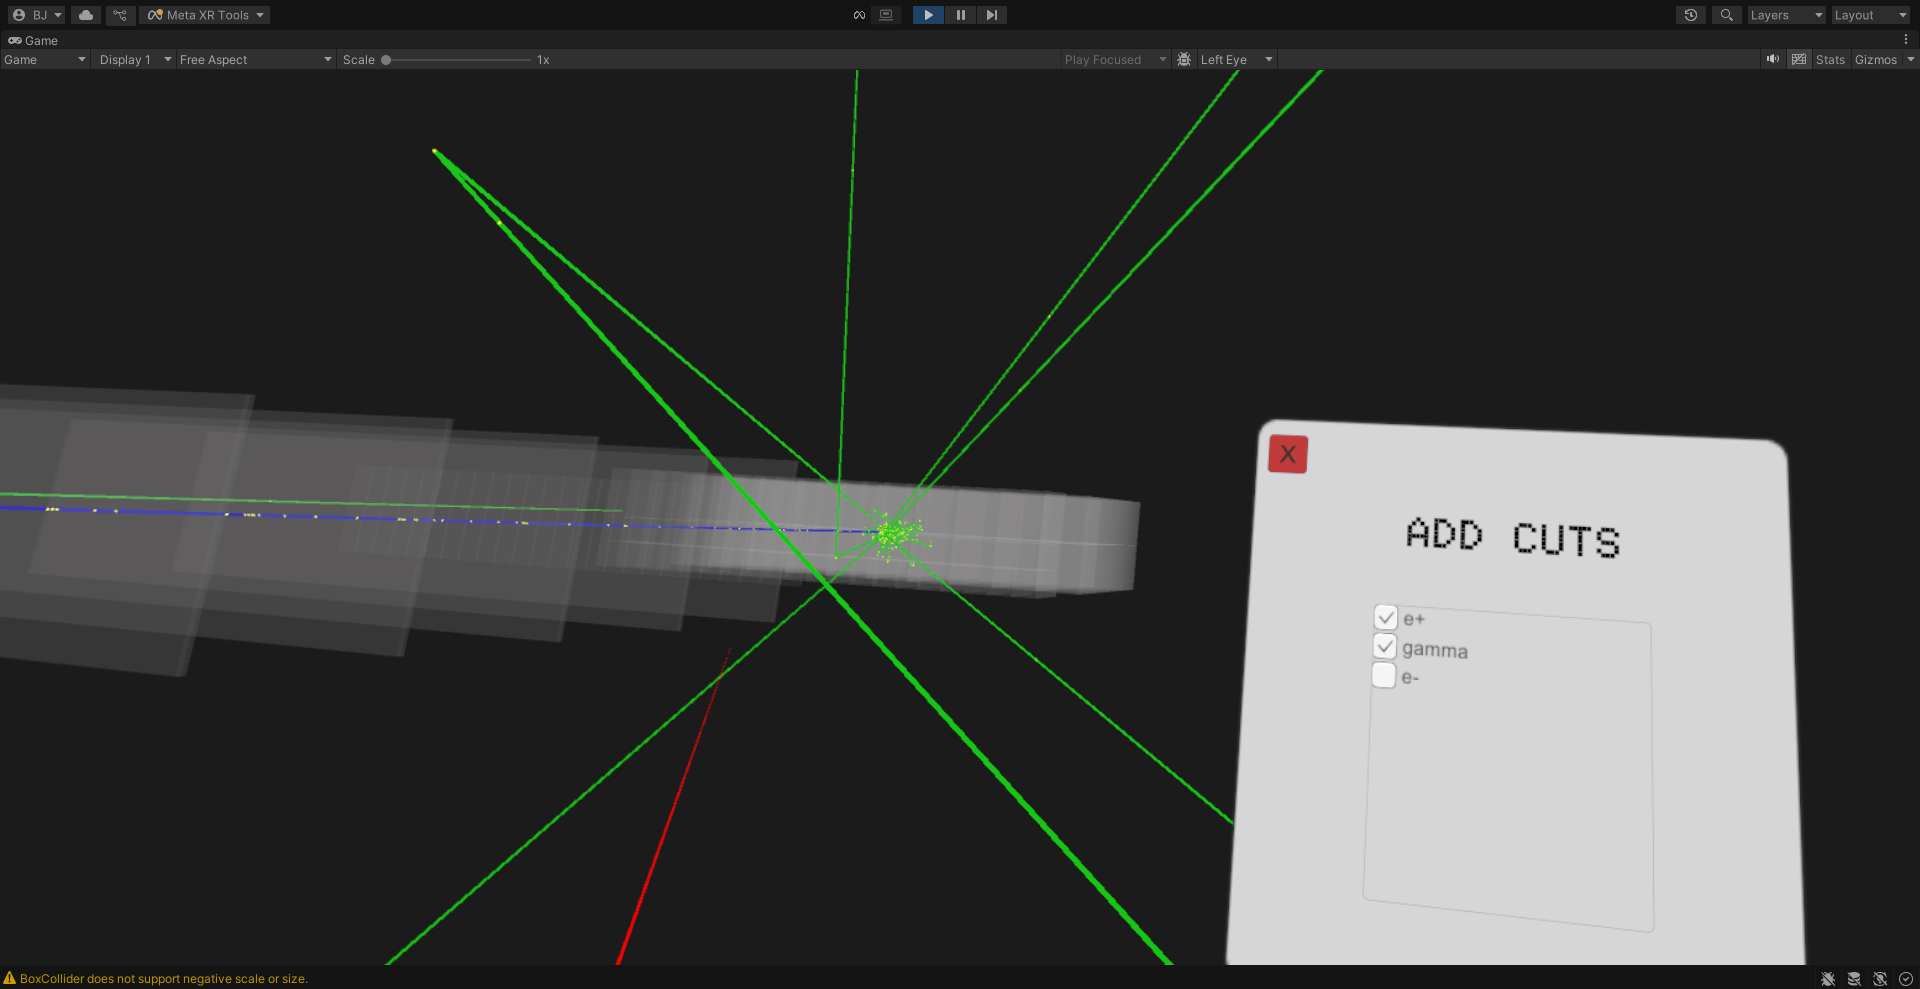 BJ
Meta XR Tools
Layers
Layout
Game
Game
Display 1
Free Aspect
Scale
1x
Play Focused
Left Eye
Stats
Gizmos
X
ADD CUTS
e+
gamma
e-
BoxCollider does not support negative scale or size.